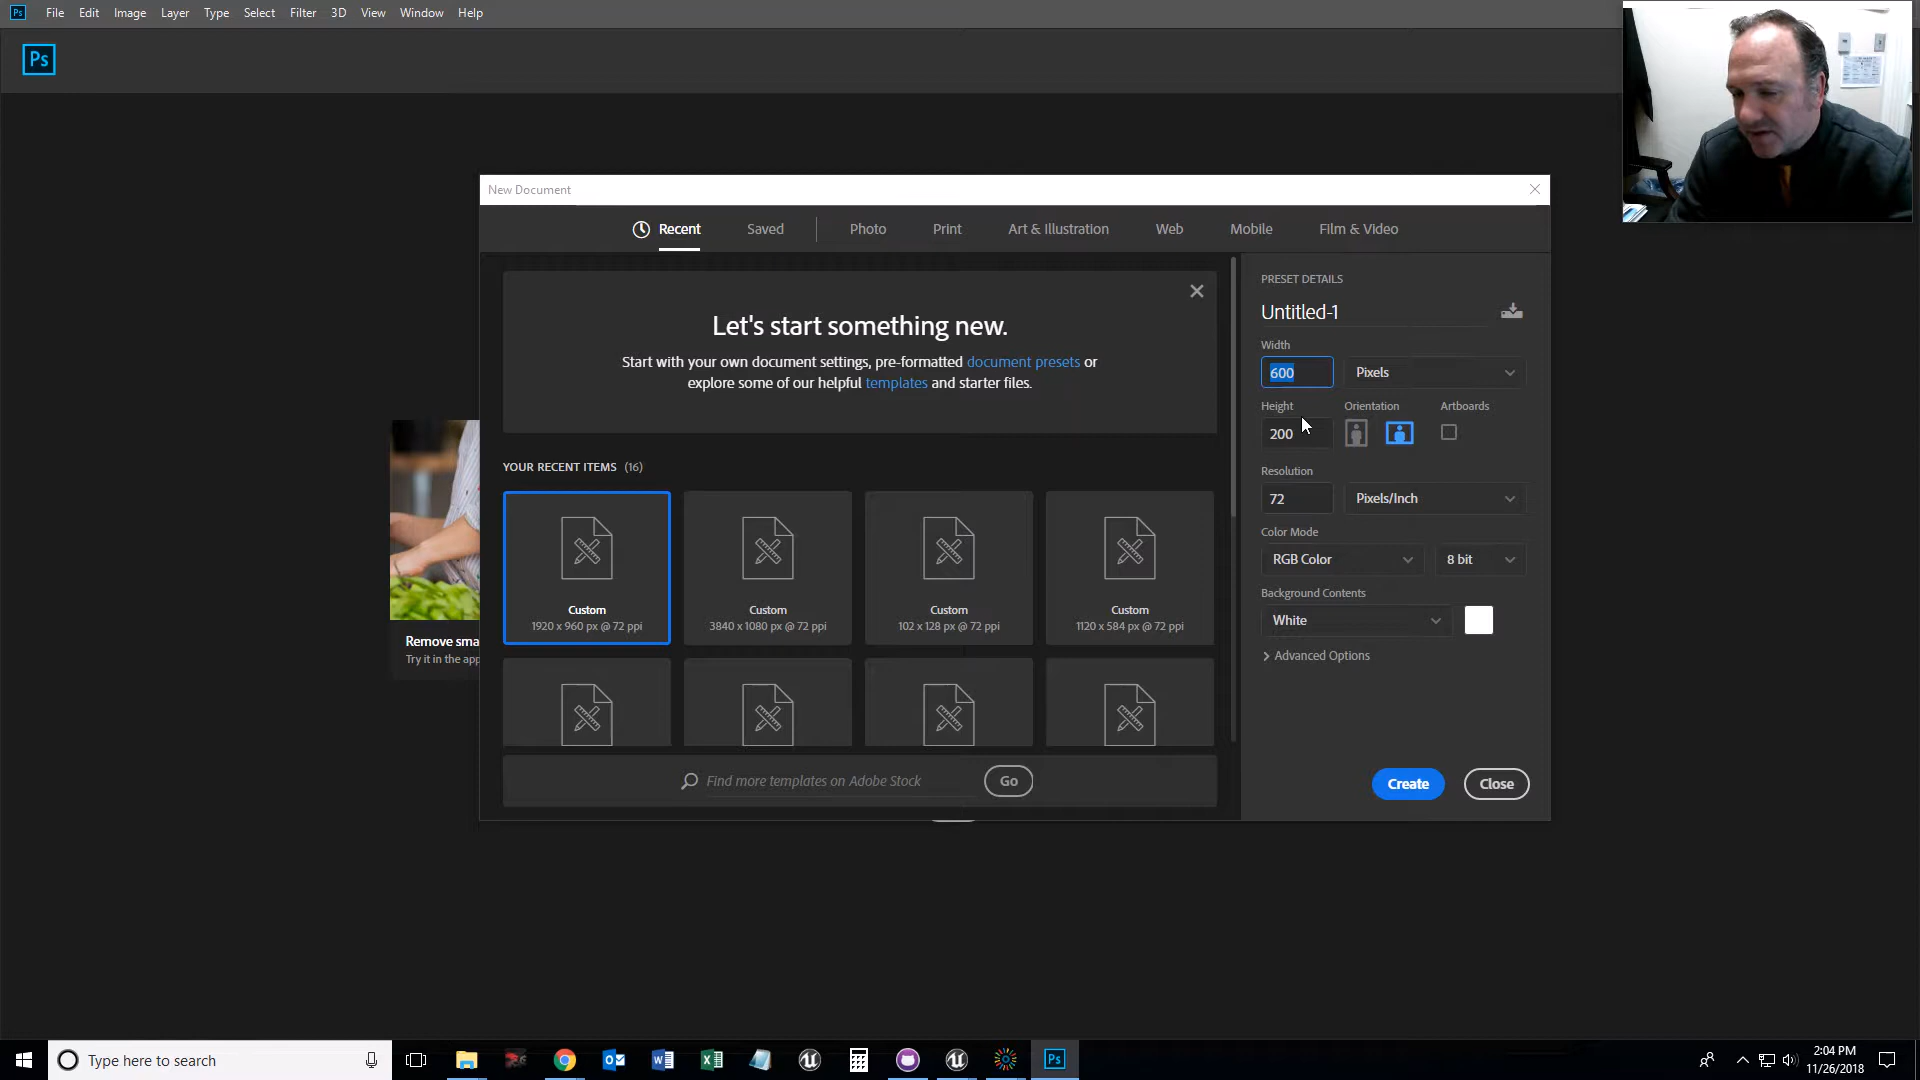 Ps File Edit Image Layer Type Select Filter 3D View Window Help
Ps
New Document
Recent Saved Photo Print Art & Illustration Web Mobile Film & Video
Let's start something new.
Start with your own document settings, pre-formatted document presets or
explore some of our helpful templates and starter files.
YOUR RECENT ITEMS (16)
Custom
1920 x 960 px @ 72 ppi
Custom
3840 x 1080 px @ 72 ppi
Custom
102 x 128 px @ 72 ppi
Custom
1120 x 584 px @ 72 ppi
Find more templates on Adobe Stock Go
PRESET DETAILS
Untitled-1
Width
600 Pixels
Height Orientation Artboards
200
Resolution
72 Pixels/Inch
Color Mode
RGB Color 8 bit
Background Contents
White
Advanced Options
Create Close
Remove sma
Try it in the app
Type here to search
Ps
2:04 PM
11/26/2018